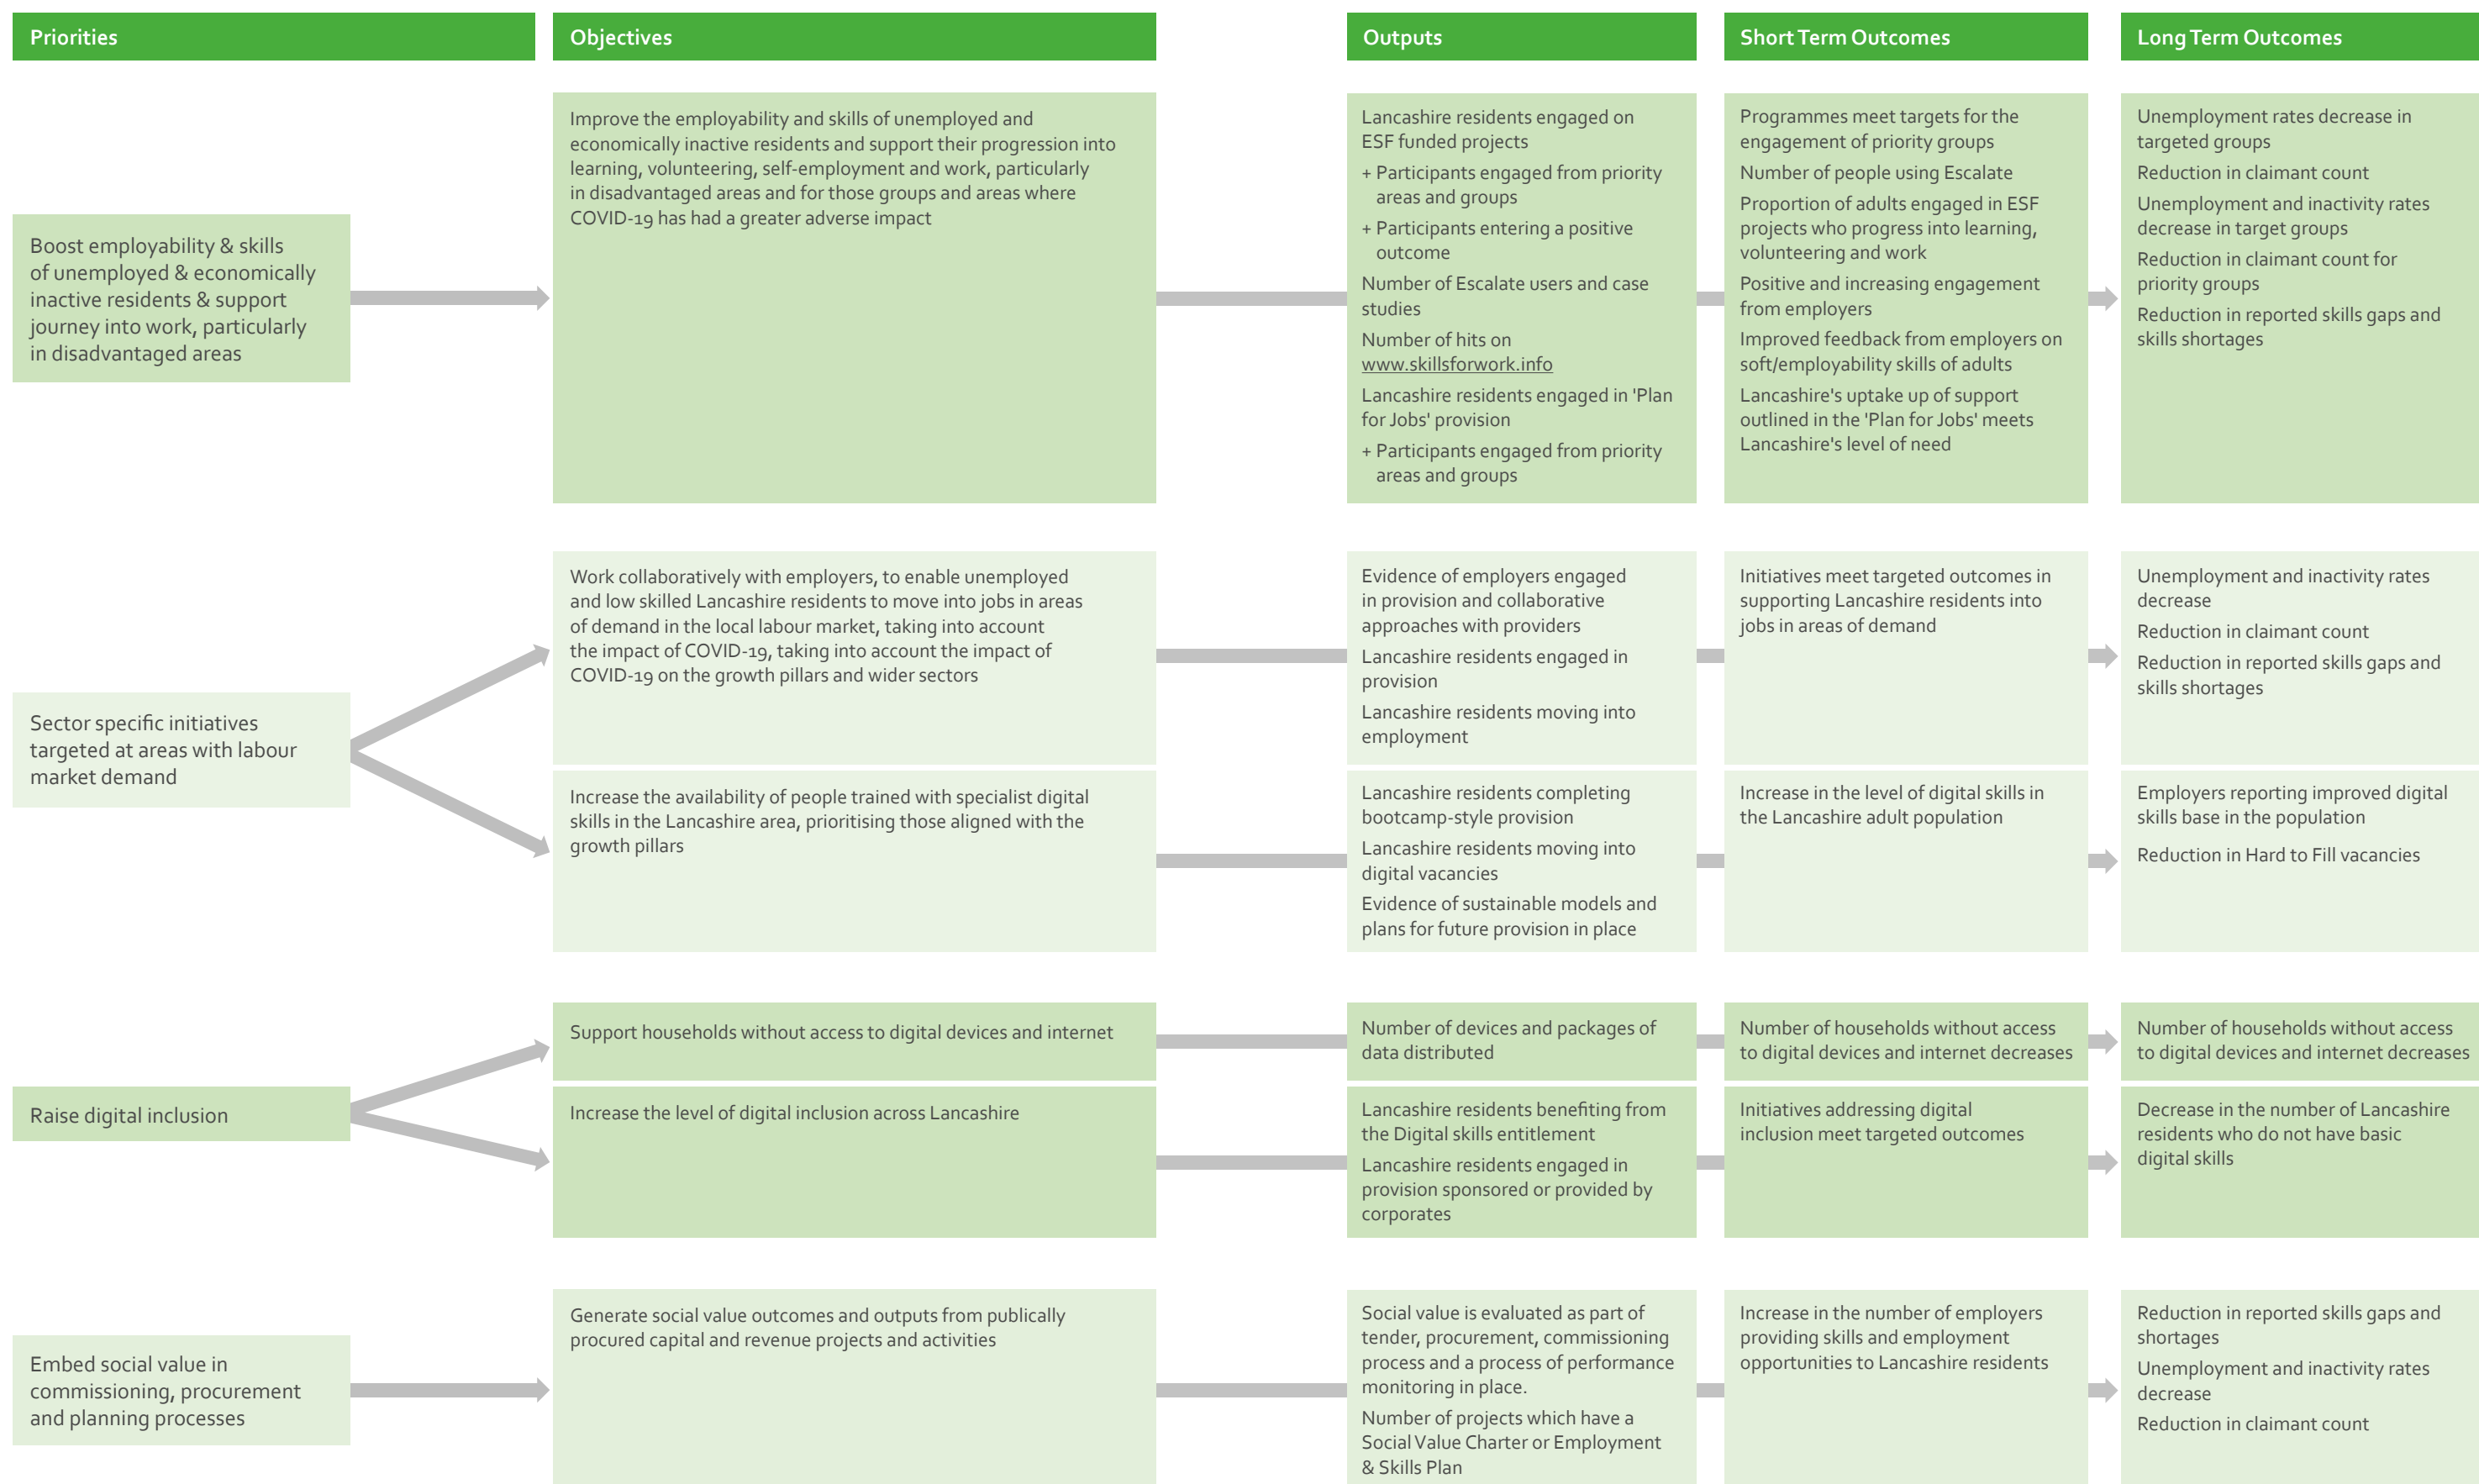 Priorities
Objectives
Outputs
Short Term Outcomes
Long Term Outcomes
Boost employability & skills
of unemployed & economically
inactive residents & support
journey into work, particularly
in disadvantaged areas
Improve the employability and skills of unemployed and
economically inactive residents and support their progression into
learning, volunteering, self-employment and work, particularly
in disadvantaged areas and for those groups and areas where
COVID-19 has had a greater adverse impact
Lancashire residents engaged on
ESF funded projects
+ Participants engaged from priority
areas and groups
+ Participants entering a positive
outcome
Number of Escalate users and case
studies
Number of hits on
www.skillsforwork.info
Lancashire residents engaged in 'Plan
for Jobs' provision
+ Participants engaged from priority
areas and groups
Programmes meet targets for the
engagement of priority groups
Number of people using Escalate
Proportion of adults engaged in ESF
projects who progress into learning,
volunteering and work
Positive and increasing engagement
from employers
Improved feedback from employers on
soft/employability skills of adults
Lancashire's uptake up of support
outlined in the 'Plan for Jobs' meets
Lancashire's level of need
Unemployment rates decrease in
targeted groups
Reduction in claimant count
Unemployment and inactivity rates
decrease in target groups
Reduction in claimant count for
priority groups
Reduction in reported skills gaps and
skills shortages
Sector specific initiatives
targeted at areas with labour
market demand
Work collaboratively with employers, to enable unemployed
and low skilled Lancashire residents to move into jobs in areas
of demand in the local labour market, taking into account
the impact of COVID-19, taking into account the impact of
COVID-19 on the growth pillars and wider sectors
Evidence of employers engaged
in provision and collaborative
approaches with providers
Lancashire residents engaged in
provision
Lancashire residents moving into
employment
Initiatives meet targeted outcomes in
supporting Lancashire residents into
jobs in areas of demand
Unemployment and inactivity rates
decrease
Reduction in claimant count
Reduction in reported skills gaps and
skills shortages
Increase the availability of people trained with specialist digital
skills in the Lancashire area, prioritising those aligned with the
growth pillars
Lancashire residents completing
bootcamp-style provision
Lancashire residents moving into
digital vacancies
Evidence of sustainable models and
plans for future provision in place
Increase in the level of digital skills in
the Lancashire adult population
Employers reporting improved digital
skills base in the population
Reduction in Hard to Fill vacancies
Raise digital inclusion
Support households without access to digital devices and internet
Number of devices and packages of
data distributed
Number of households without access
to digital devices and internet decreases
Number of households without access
to digital devices and internet decreases
Increase the level of digital inclusion across Lancashire
Lancashire residents benefiting from
the Digital skills entitlement
Lancashire residents engaged in
provision sponsored or provided by
corporates
Initiatives addressing digital
inclusion meet targeted outcomes
Decrease in the number of Lancashire
residents who do not have basic
digital skills
Embed social value in
commissioning, procurement
and planning processes
Generate social value outcomes and outputs from publically
procured capital and revenue projects and activities
Social value is evaluated as part of
tender, procurement, commissioning
process and a process of performance
monitoring in place.
Number of projects which have a
Social Value Charter or Employment
& Skills Plan
Increase in the number of employers
providing skills and employment
opportunities to Lancashire residents
Reduction in reported skills gaps and
shortages
Unemployment and inactivity rates
decrease
Reduction in claimant count